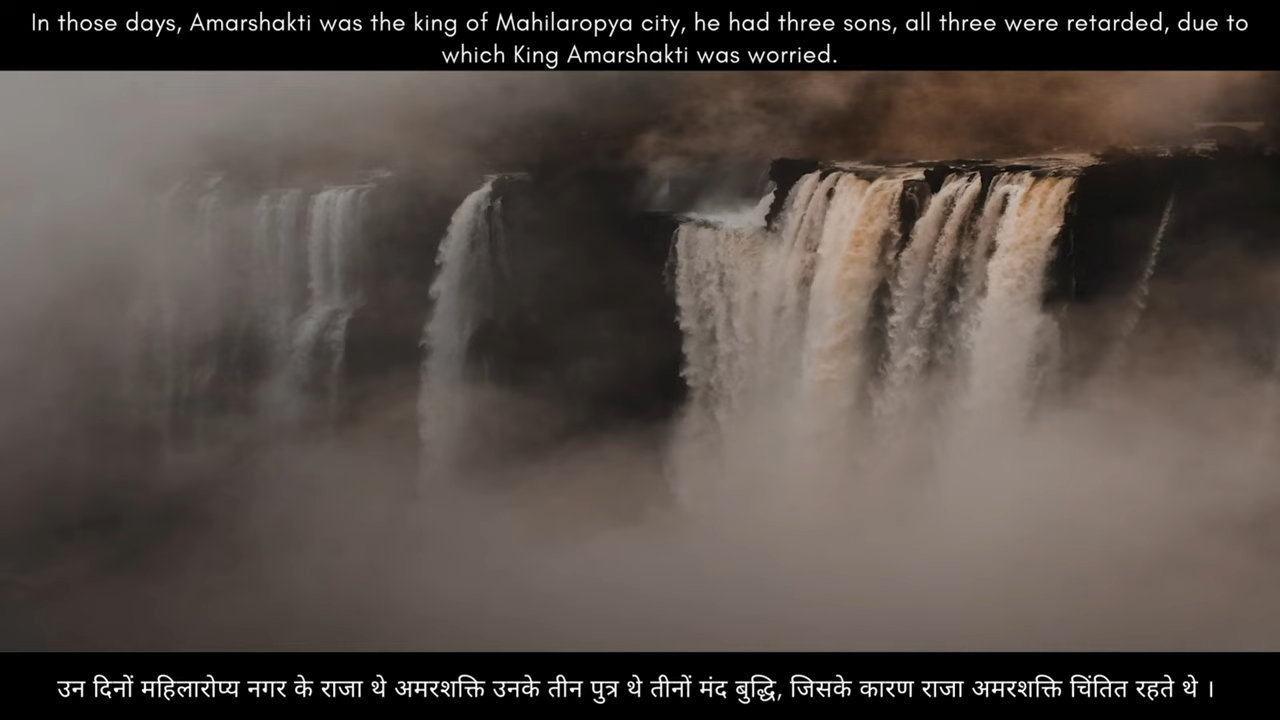 In those days, Amarshakti was the king of Mahilaropya city, he had three sons, all three were retarded, due to
which King Amarshakti was worried.
उन दिनों महिलारोप्य नगर के राजा थे अमरशक्ति उनके तीन पुत्र थे तीनों मंद बुद्धि, जिसके कारण राजा अमरशक्ति चिंतित रहते थे ।